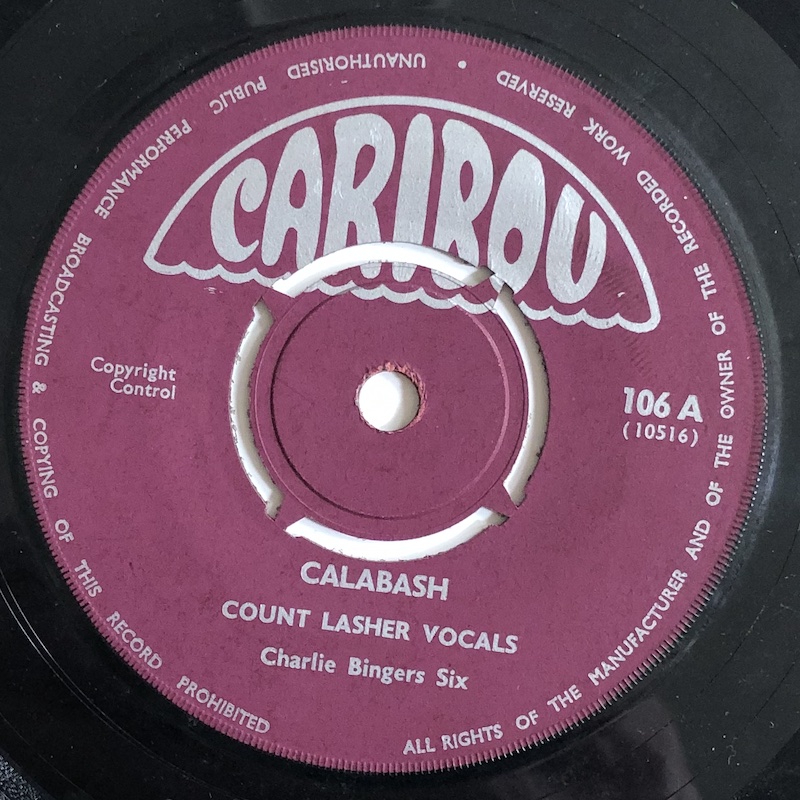 CARIBOU
Copyright
Control
106 A
(10516)
CALABASH
COUNT LASHER VOCALS
Charlie Bingers Six
ALL RIGHTS OF THE MANUFACTURER AND OF THE OWNER OF THE RECORDED WORK RESERVED • UNAUTHORISED PUBLIC PERFORMANCE BROADCASTING & COPYING OF THIS RECORD PROHIBITED